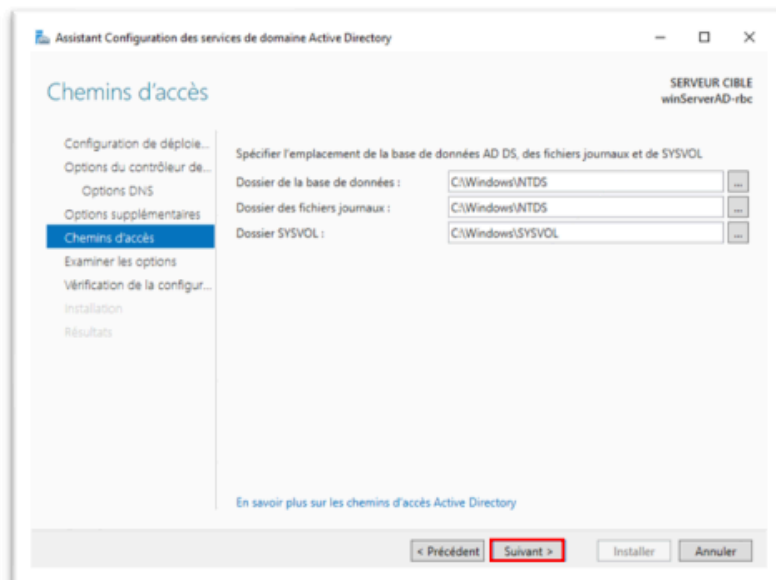 Assistant Configuration des services de domaine Active Directory
Chemins d'accès
SERVEUR CIBLE
winServerAD-rbc
Configuration de déploie...
Options du contrôleur de...
Options DNS
Options supplémentaires
Chemins d'accès
Examiner les options
Vérification de la configur...
Installation
Résultats
Spécifier l'emplacement de la base de données AD DS, des fichiers journaux et de SYSVOL
Dossier de la base de données : C:\Windows\NTDS ...
Dossier des fichiers journaux : C:\Windows\NTDS ...
Dossier SYSVOL : C:\Windows\SYSVOL ...
En savoir plus sur les chemins d'accès Active Directory
< Précédent Suivant > Installer Annuler